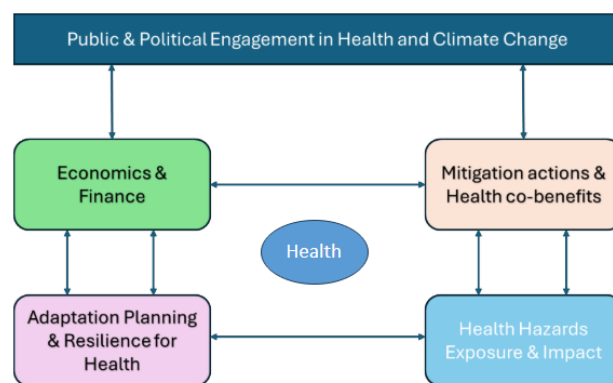 Public & Political Engagement in Health and Climate Change
Economics &
Finance
Mitigation actions &
Health co-benefits
Health
Adaptation Planning
& Resilience for
Health
Health Hazards
Exposure & Impact